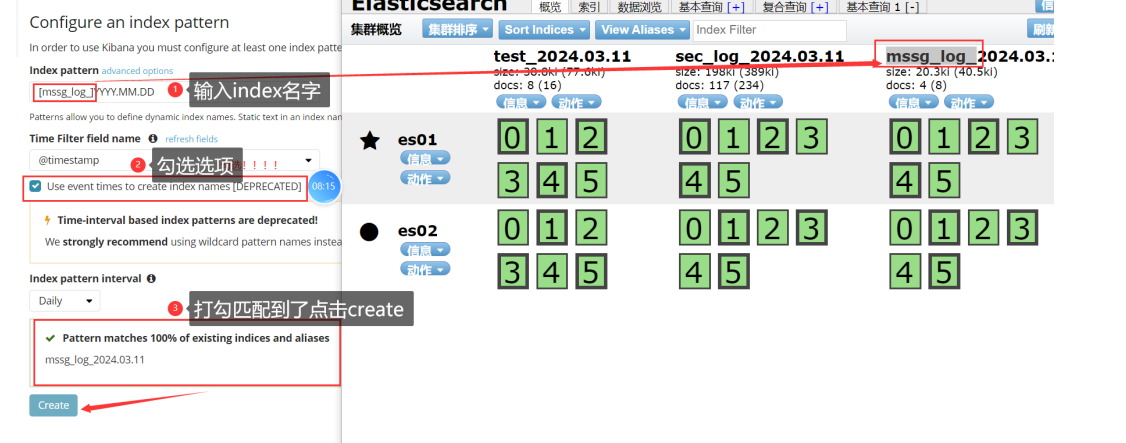 Configure an index pattern
In order to use Kibana you must configure at least one index patte
Index pattern advanced options
[mssg_log_]YYYY.MM.DD
1 输入index名字
Patterns allow you to define dynamic index names. Static text in an index nam
Time Filter field name refresh fields
@timestamp
2 勾选选项 ！！！！
Use event times to create index names [DEPRECATED]
08:15
Time-interval based index patterns are deprecated!
We strongly recommend using wildcard pattern names instea
Index pattern interval
Daily
3 打勾匹配到了点击create
Pattern matches 100% of existing indices and aliases
mssg_log_2024.03.11
Create
Elasticsearch
概览 索引 数据浏览 基本查询 [+] 复合查询 [+] 基本查询 1 [-]
集群概览 集群排序 Sort Indices View Aliases Index Filter
test_2024.03.11 sec_log_2024.03.11 mssg_log_2024.03.1
size: 198ki (389ki) size: 20.3ki (40.5ki)
docs: 8 (16) docs: 117 (234) docs: 4 (8)
信息 动作 信息 动作 信息 动作
es01 0 1 2 0 1 2 3 0 1 2 3
信息
动作 3 4 5 4 5 4 5
es02 0 1 2 0 1 2 3 0 1 2 3
信息
动作 3 4 5 4 5 4 5